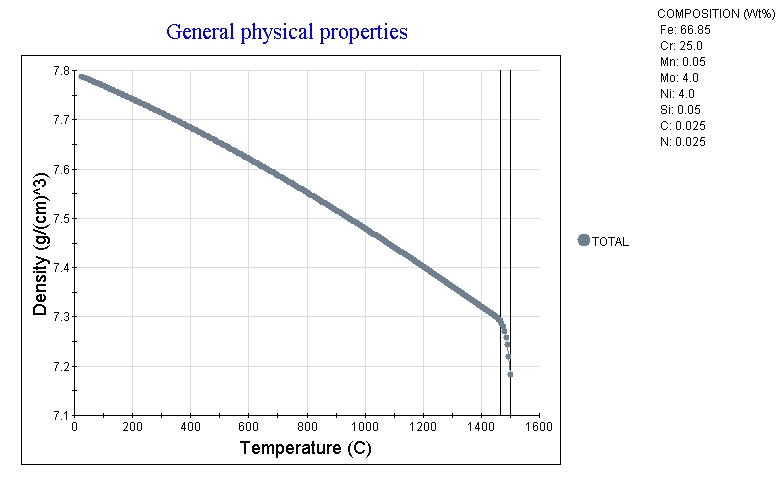 General physical properties
COMPOSITION (Wt%)
Fe: 66.85
Cr: 25.0
Mn: 0.05
Mo: 4.0
Ni: 4.0
Si: 0.05
C: 0.025
N: 0.025
Density (g/(cm)^3)
7.8
7.7
7.6
7.5
7.4
7.3
7.2
7.1
0 200 400 600 800 1000 1200 1400 1600
Temperature (C)
TOTAL